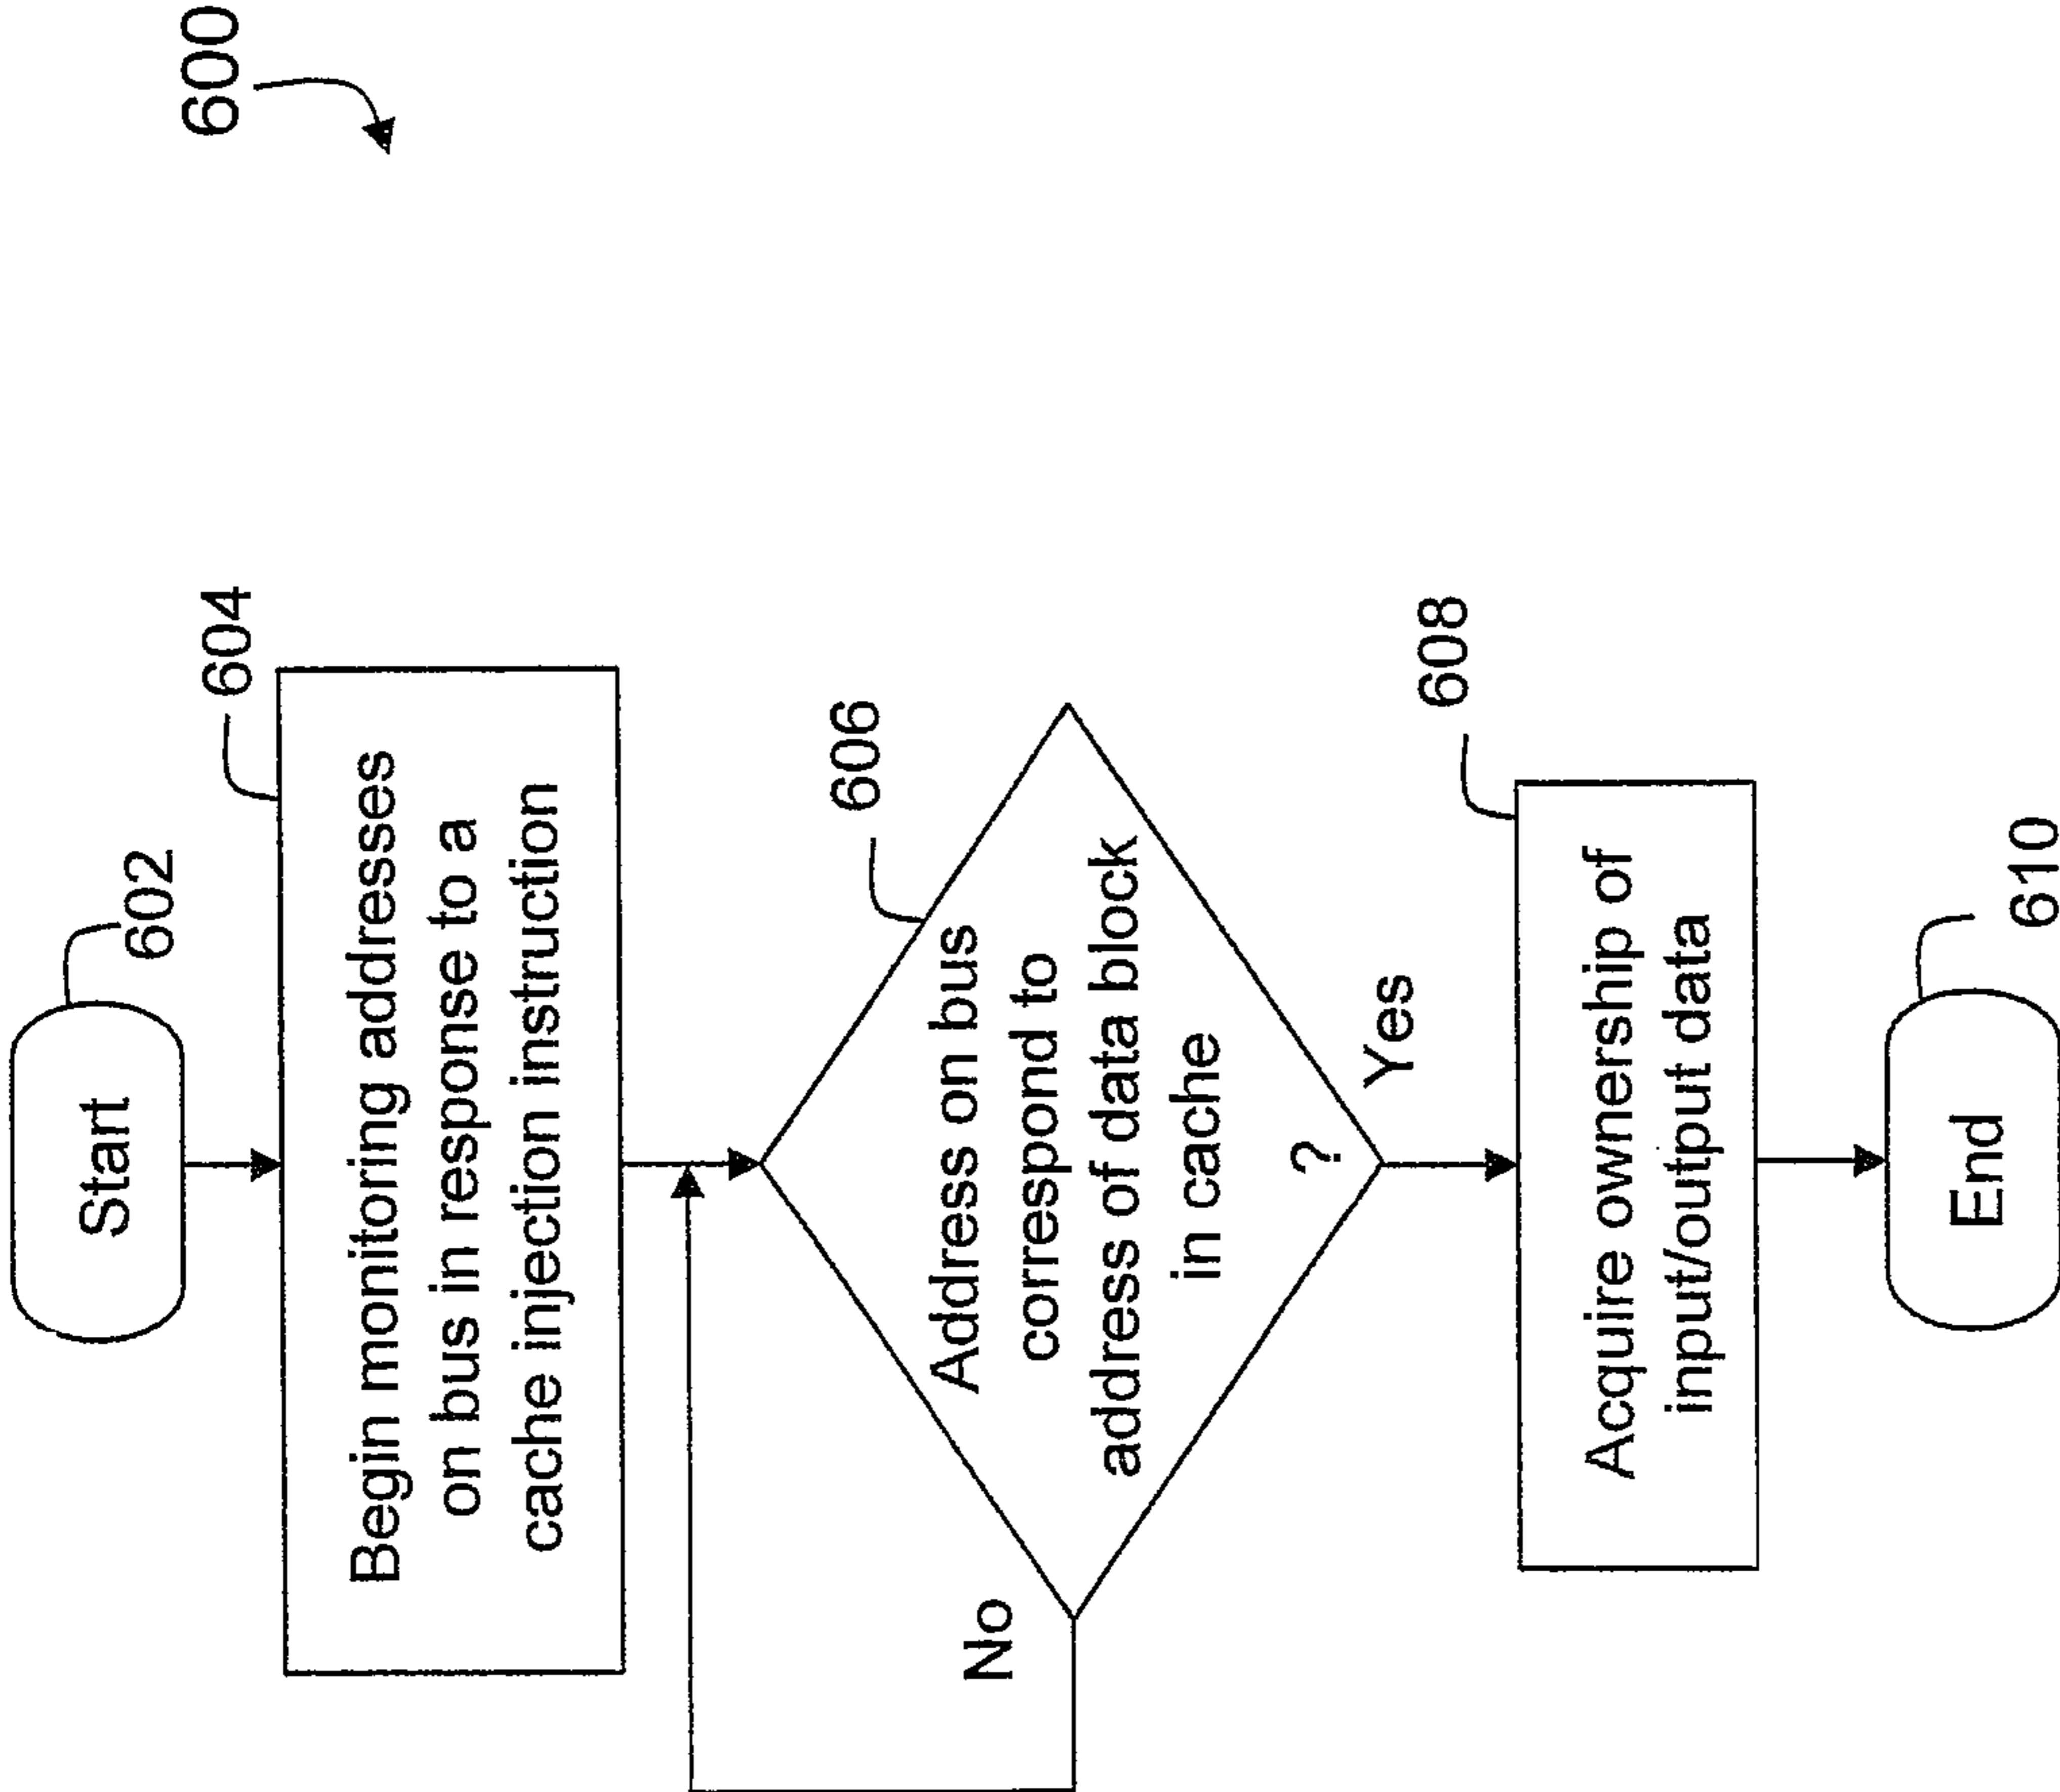 600
Start
602
604
Begin monitoring addresses
on bus in response to a
cache injection instruction
606
Address on bus
correspond to
address of data block
in cache
?
No
Yes
608
Acquire ownership of
input/output data
End
610